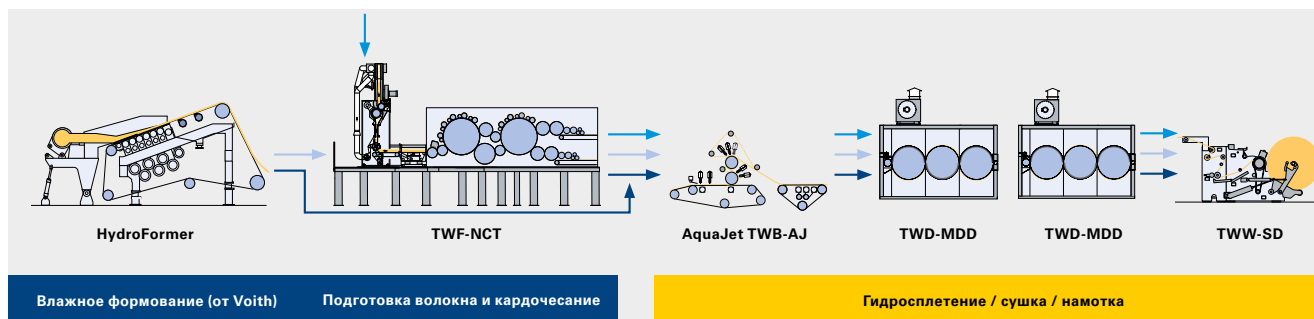 HydroFormer
TWF-NCT
AquaJet TWB-AJ
TWD-MDD
TWD-MDD
TWW-SD
Влажное формование (от Voith)
Подготовка волокна и кардочесание
Гидросплетение / сушка / намотка